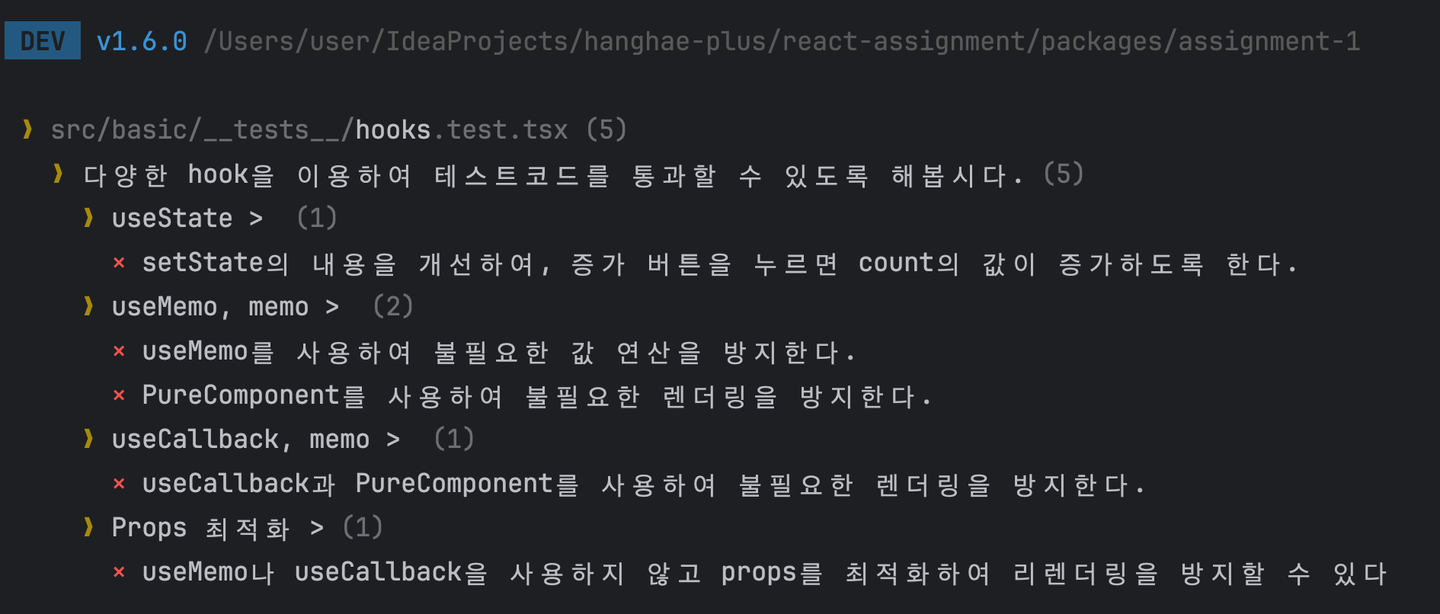 DEV v1.6.0 /Users/user/IdeaProjects/hanghae-plus/react-assignment/packages/assignment-1
❯ src/basic/__tests__/hooks.test.tsx (5)
❯ 다양한 hook을 이용하여 테스트코드를 통과할 수 있도록 해봅시다. (5)
❯ useState > (1)
× setState의 내용을 개선하여, 증가 버튼을 누르면 count의 값이 증가하도록 한다.
❯ useMemo, memo > (2)
× useMemo를 사용하여 불필요한 값 연산을 방지한다.
× PureComponent를 사용하여 불필요한 렌더링을 방지한다.
❯ useCallback, memo > (1)
× useCallback과 PureComponent를 사용하여 불필요한 렌더링을 방지한다.
❯ Props 최적화 > (1)
× useMemo나 useCallback을 사용하지 않고 props를 최적화하여 리렌더링을 방지할 수 있다